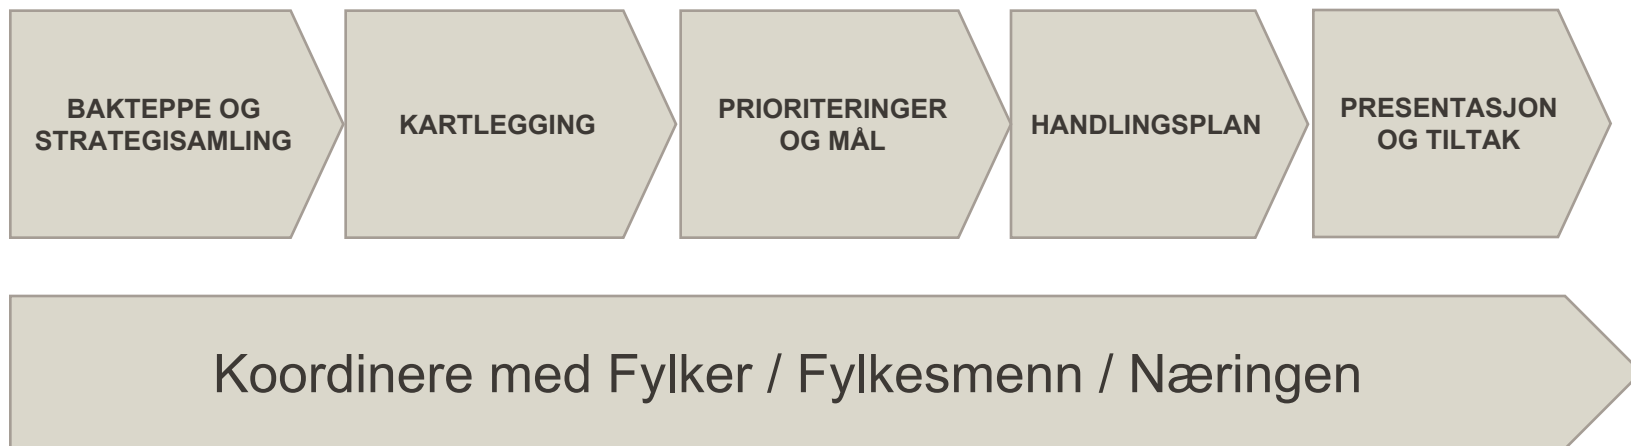 BAKTEPPE OG
STRATEGISAMLING
KARTLEGGING
PRIORITERINGER
OG MÅL
HANDLINGSPLAN
PRESENTASJON
OG TILTAK
Koordinere med Fylker / Fylkesmenn / Næringen